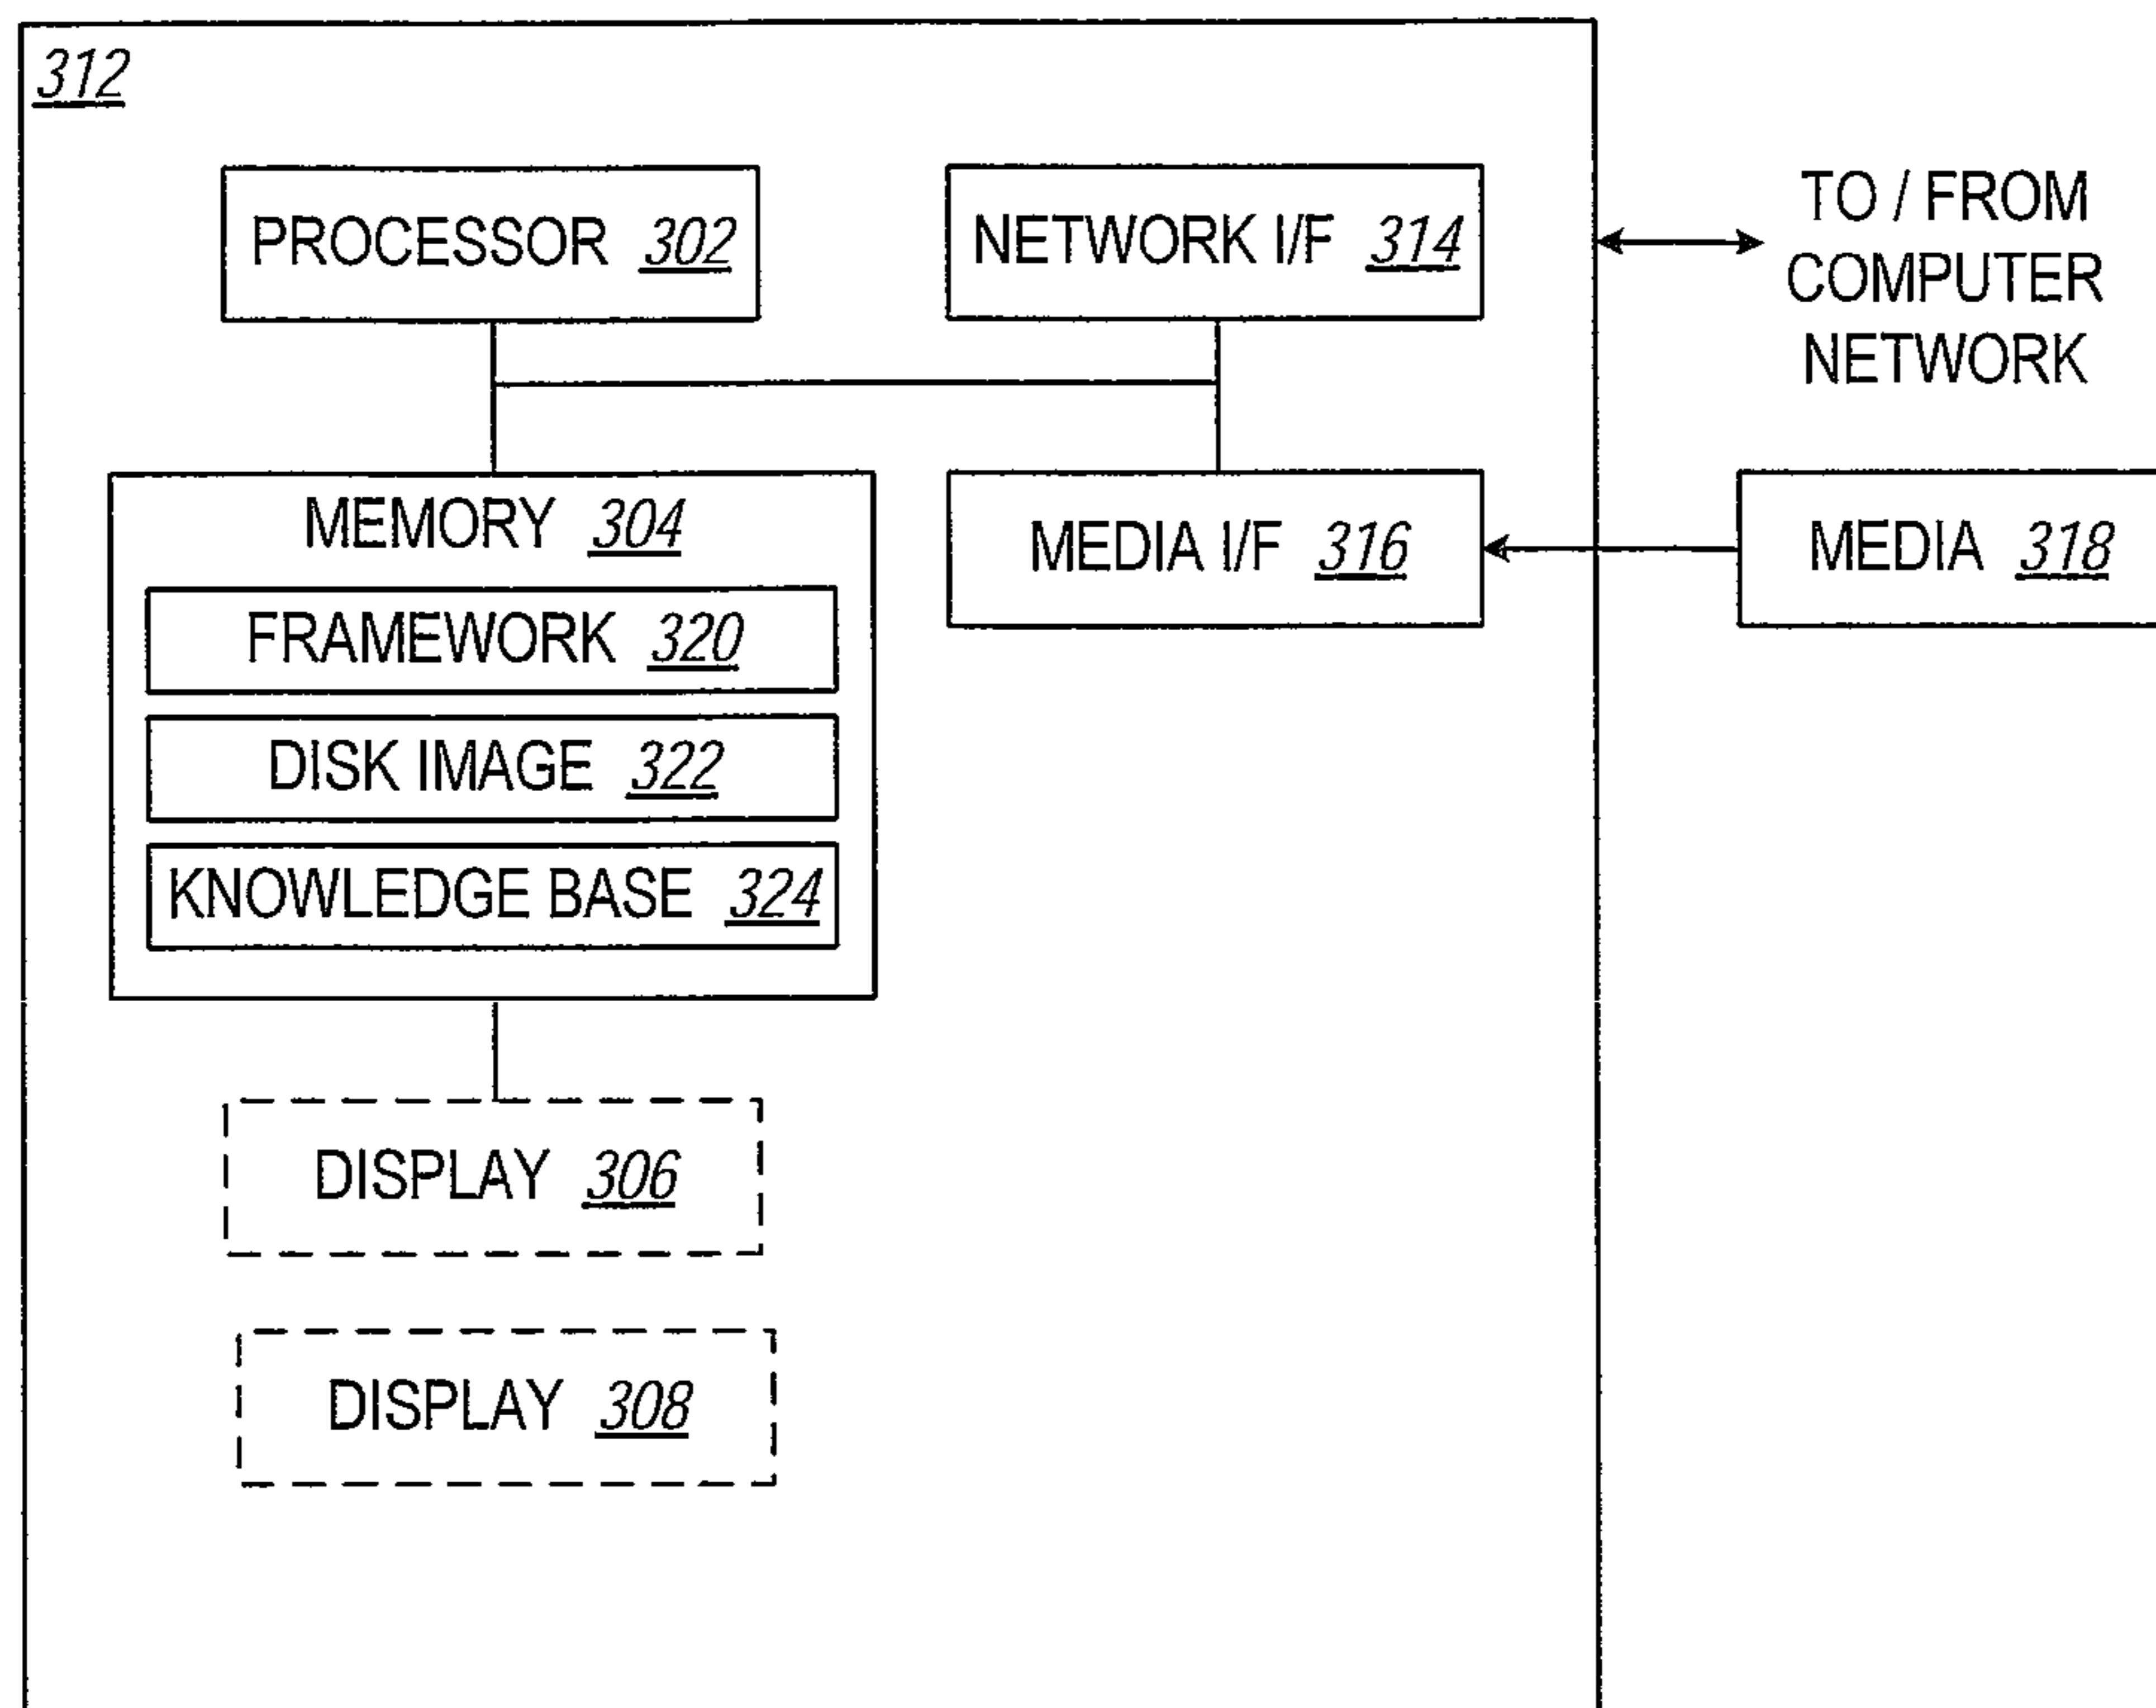 312
PROCESSOR 302
NETWORK I/F 314
TO / FROM
COMPUTER
NETWORK
MEMORY 304
FRAMEWORK 320
DISK IMAGE 322
KNOWLEDGE BASE 324
MEDIA I/F 316
MEDIA 318
DISPLAY 306
DISPLAY 308